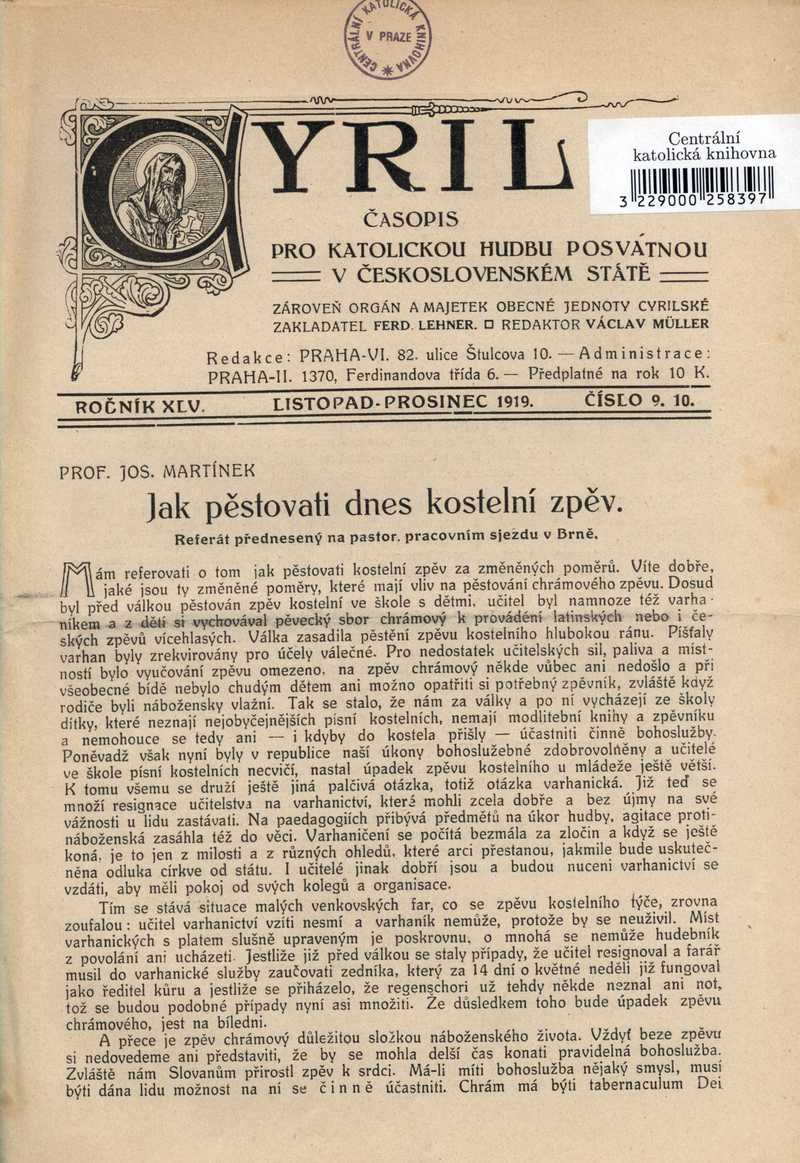 CENTRÁLNÍ KATOLICKÁ KNIHOVNA
V PRAZE
CYRIL
Centrální
katolická knihovna
3 229000 258397
ČASOPIS
PRO KATOLICKOU HUDBU POSVÁTNOU
V ČESKOSLOVENSKÉM STÁTĚ
ZÁROVEŇ ORGÁN A MAJETEK OBECNÉ JEDNOTY CYRILSKÉ
ZAKLADATEL FERD. LEHNER. REDAKTOR VÁCLAV MÜLLER
Redakce: PRAHA-VI. 82. ulice Štulcova 10. — Administrace:
PRAHA-II. 1370, Ferdinandova třída 6. — Předplatné na rok 10 K.
ROČNÍK XLV. LISTOPAD-PROSINEC 1919. ČÍSLO 9. 10.
PROF. JOS. MARTÍNEK
Jak pěstovati dnes kostelní zpěv.
Referát přednesený na pastor. pracovním sjezdu v Brně.
Mám referovati o tom jak pěstovati kostelní zpěv za změněných poměrů. Víte dobře,
jaké jsou ty změněné poměry, které mají vliv na pěstování chrámového zpěvu. Dosud
byl před válkou pěstován zpěv kostelní ve škole s dětmi, učitel byl namnoze též varha-
níkem a z dětí si vychovával pěvecký sbor chrámový k provádění latinských nebo i če-
ských zpěvů vícehlasých. Válka zasadila pěstění zpěvu kostelního hlubokou ránu. Píšťaly
varhan byly zrekvirovány pro účely válečné. Pro nedostatek učitelských sil, paliva a míst-
ností bylo vyučování zpěvu omezeno, na zpěv chrámový někde vůbec ani nedošlo a při
všeobecné bídě nebylo chudým dětem ani možno opatřiti si potřebný zpěvník, zvláště když
rodiče byli nábožensky vlažní. Tak se stalo, že nám za války a po ní vycházejí ze školy
dítky, které neznají nejobyčejnějších písní kostelních, nemají modlitební knihy a zpěvníku
a nemohouce se tedy ani — i kdyby do kostela přišly — účastniti činně bohoslužby.
Poněvadž však nyní byly v republice naší úkony bohoslužebné zdobrovolněny a učitelé
ve škole písní kostelních necvičí, nastal úpadek zpěvu kostelního u mládeže ještě větší.
K tomu všemu se druží ještě jiná palčivá otázka, totiž otázka varhanická. Již teď se
množí resignace učitelstva na varhanictví, které mohli zcela dobře a bez újmy na své
vážnosti u lidu zastávati. Na paedagogiích přibývá předmětů na úkor hudby, agitace proti-
náboženská zasáhla též do věci. Varhaničení se počítá bezmála za zločin a když se ještě
koná, je to jen z milosti a z různých ohledů, které arci přestanou, jakmile bude uskuteč-
něna odluka církve od státu. I učitelé jinak dobří jsou a budou nuceni varhanictví se
vzdáti, aby měli pokoj od svých kolegů a organisace.
Tím se stává situace malých venkovských far, co se zpěvu kostelního týče, zrovna
zoufalou: učitel varhanictví vzíti nesmí a varhaník nemůže, protože by se neuživil. Míst
varhanických s platem slušně upraveným je poskrovnu, o mnohá se nemůže hudebník
z povolání ani ucházeti. Jestliže již před válkou se staly případy, že učitel resignoval a farář
musil do varhanické služby zaučovati zedníka, který za 14 dní o květné neděli již fungoval
jako ředitel kůru a jestliže se přiházelo, že regenschori už tehdy někde neznal ani not,
tož se budou podobné případy nyní asi množiti. Že důsledkem toho bude úpadek zpěvu
chrámového, jest na bíledni.
A přece je zpěv chrámový důležitou složkou náboženského života. Vždyť beze zpěvu
si nedovedeme ani představiti, že by se mohla delší čas konati pravidelná bohoslužba.
Zvláště nám Slovanům přirostl zpěv k srdci. Má-li míti bohoslužba nějaký smysl, musí
býti dána lidu možnost na ní se činně účastniti. Chrám má býti tabernaculum Dei